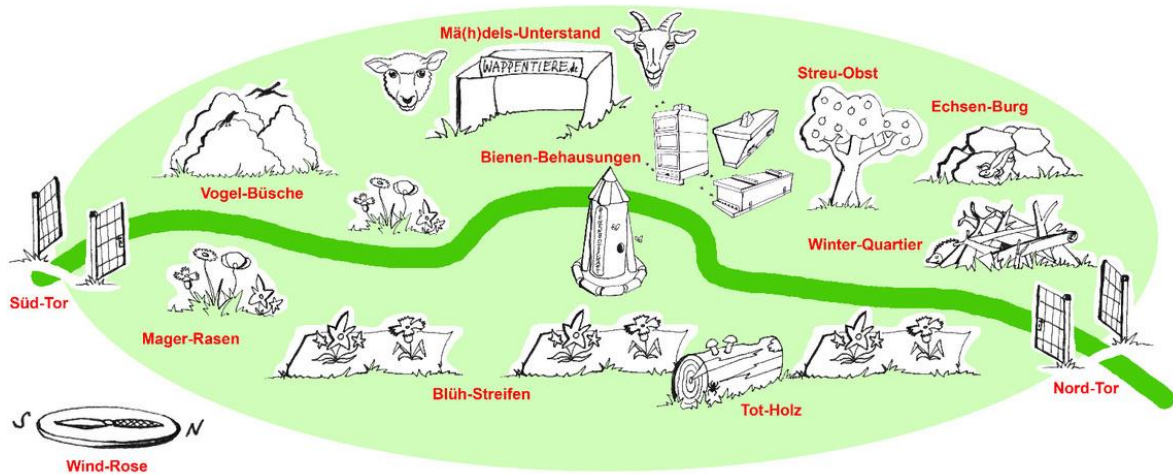 Mä(h)dels-Unterstand
WAPPENTIERE.de
Streu-Obst
Echsen-Burg
Bienen-Behausungen
Vogel-Büsche
Winter-Quartier
Süd-Tor
Mager-Rasen
Blüh-Streifen
Tot-Holz
Nord-Tor
S N
Wind-Rose